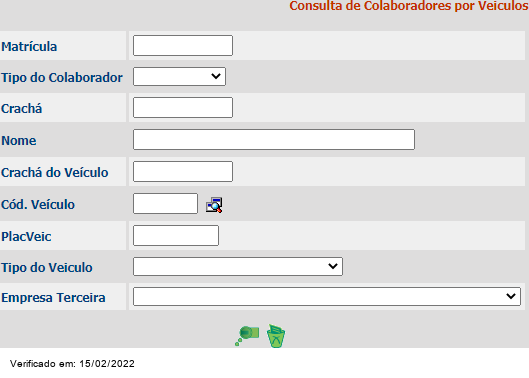 Consulta de Colaboradores por Veiculos
Matrícula
Tipo do Colaborador
Crachá
Nome
Crachá do Veículo
Cód. Veículo
PlacVeic
Tipo do Veiculo
Empresa Terceira
Verificado em: 15/02/2022